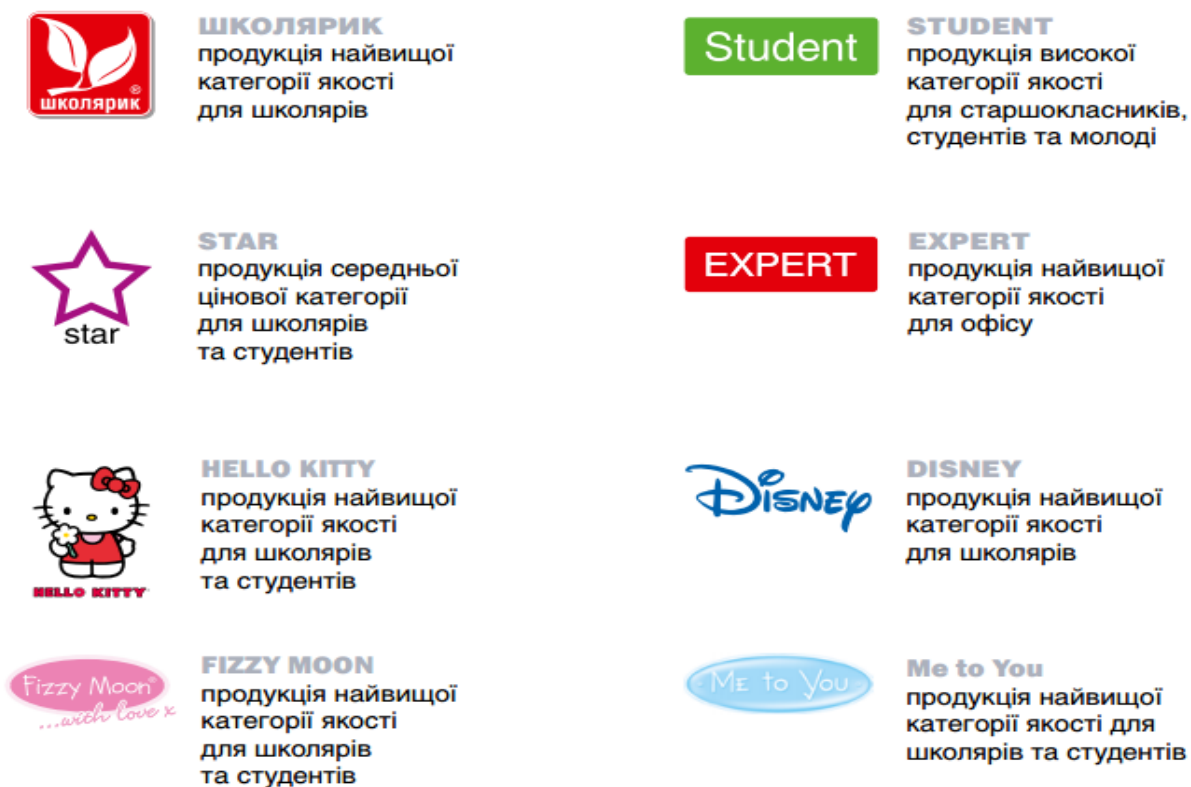 школярик
ШКОЛЯРИК
продукція найвищої
категорії якості
для школярів
Student
STUDENT
продукція високої
категорії якості
для старшокласників,
студентів та молоді
star
STAR
продукція середньої
цінової категорії
для школярів
та студентів
EXPERT
EXPERT
продукція найвищої
категорії якості
для офісу
HELLO KITTY
HELLO KITTY
продукція найвищої
категорії якості
для школярів
та студентів
Disney
DISNEY
продукція найвищої
категорії якості
для школярів
Fizzy Moon®
...with love x
FIZZY MOON
продукція найвищої
категорії якості
для школярів
та студентів
ME to You
Me to You
продукція найвищої
категорії якості для
школярів та студентів